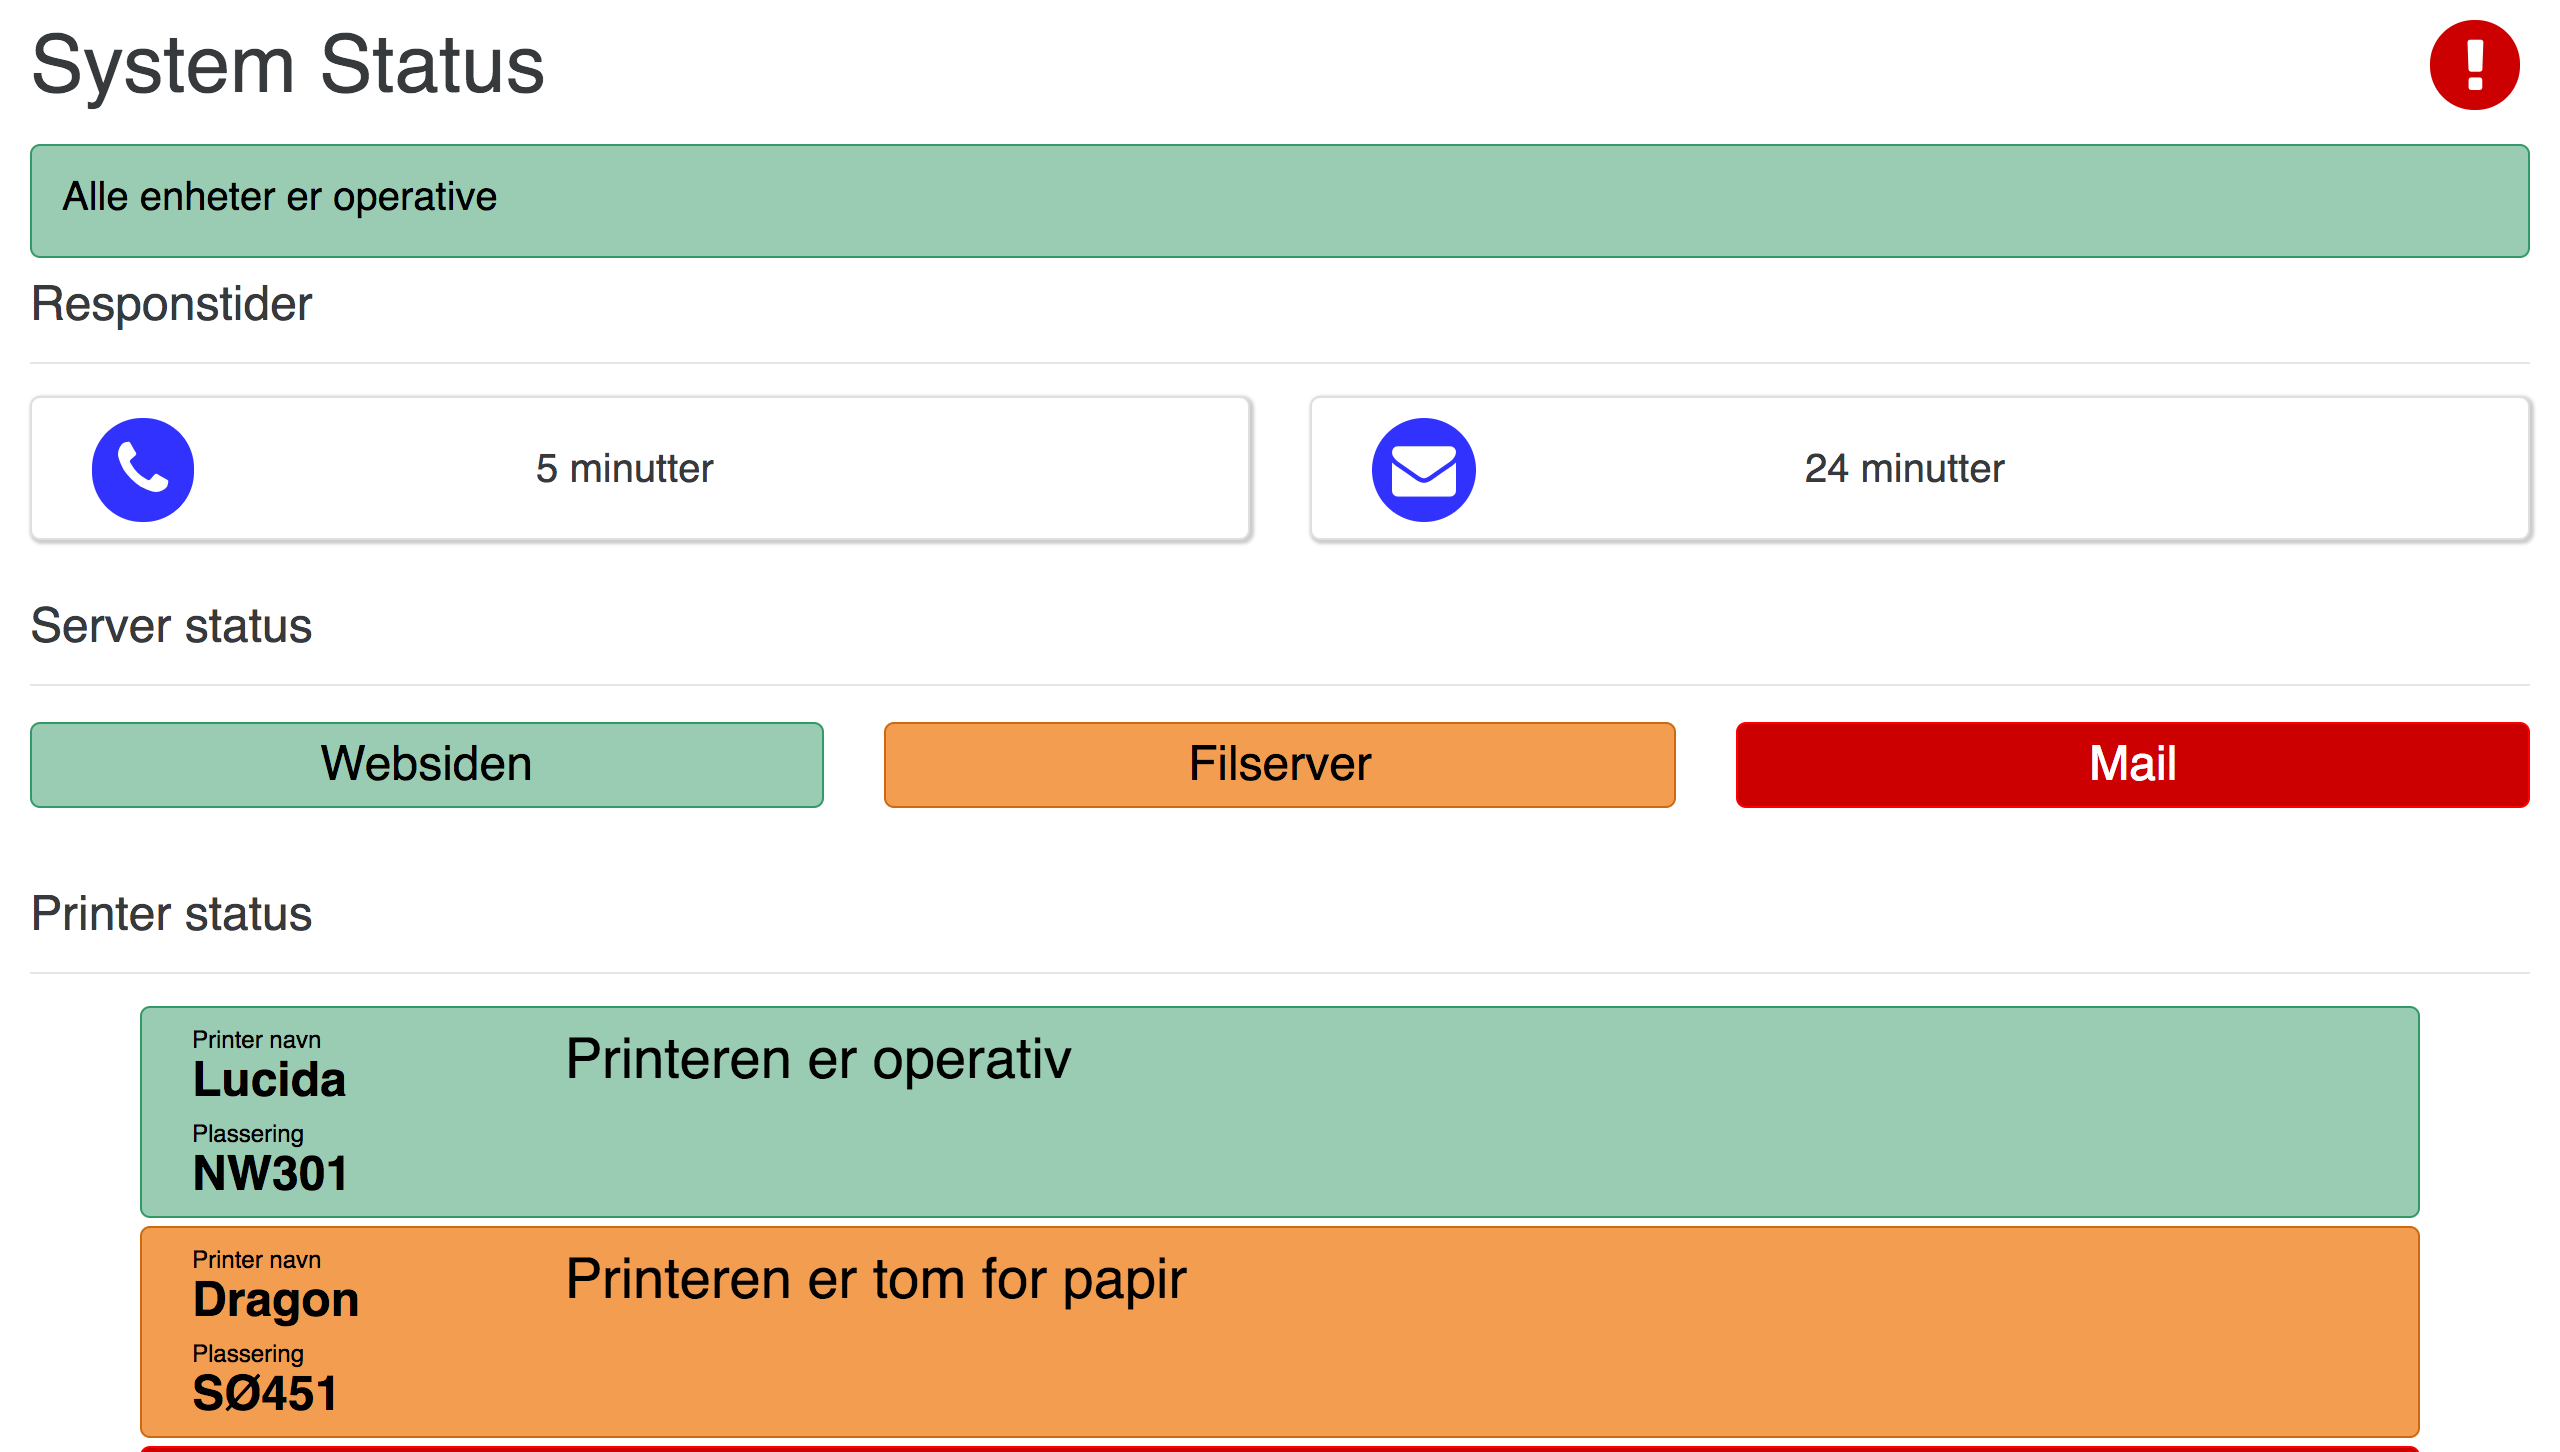 System Status
Alle enheter er operative
Responstider
5 minutter
24 minutter
Server status
Websiden
Filserver
Mail
Printer status
Printer navn
Lucida
Plassering
NW301
Printeren er operativ
Printer navn
Dragon
Plassering
SØ451
Printeren er tom for papir